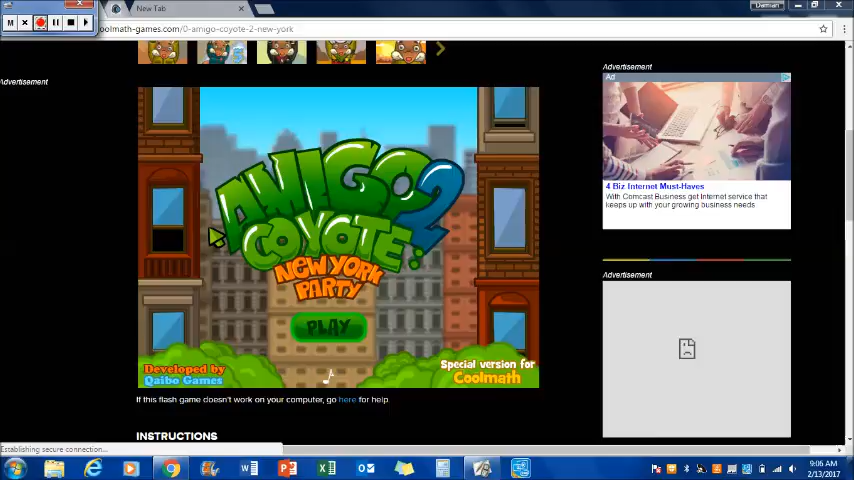 Damian
New Tab
M
oolmath-games.com/0-amigo-coyote-2-new-york
Advertisement
Advertisement
Ad
4 Biz Internet Must-Haves
With Comcast Business get Internet service that
keeps up with your growing business needs
AMIGO
COYOTE: 2
NEW YORK
PARTY
PLAY
Developed by
Qaibo Games
Special version for
Coolmath
Advertisement
If this flash game doesn't work on your computer, go here for help
INSTRUCTIONS
Establishing secure connection...
9:06 AM
2/13/2017